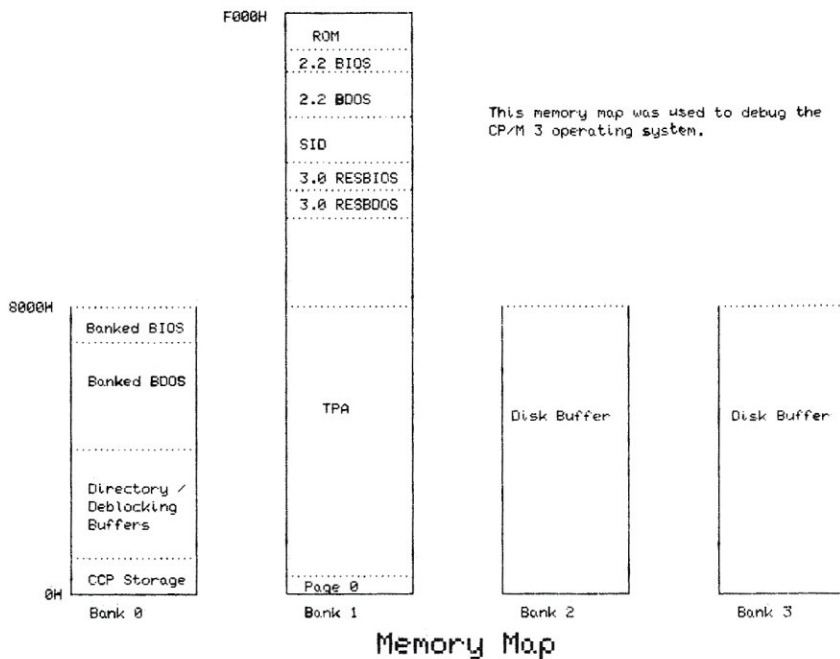 F000H
ROM
2.2 BIOS
2.2 BDOS
This memory map was used to debug the
CP/M 3 operating system.
SID
3.0 RESBIOS
3.0 RESBDOS
8000H
Banked BIOS
Banked BDOS
TPA
Disk Buffer
Disk Buffer
Directory /
Deblocking
Buffers
CCP Storage
Page 0
0H
Bank 0
Bank 1
Bank 2
Bank 3
Memory Map